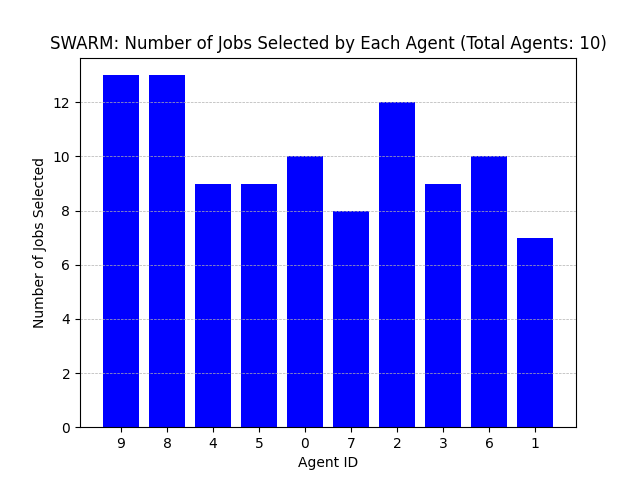 SWARM: Number of Jobs Selected by Each Agent (Total Agents: 10)
Number of Jobs Selected
12
10
8
6
4
2
0
9 8 4 5 0 7 2 3 6 1
Agent ID